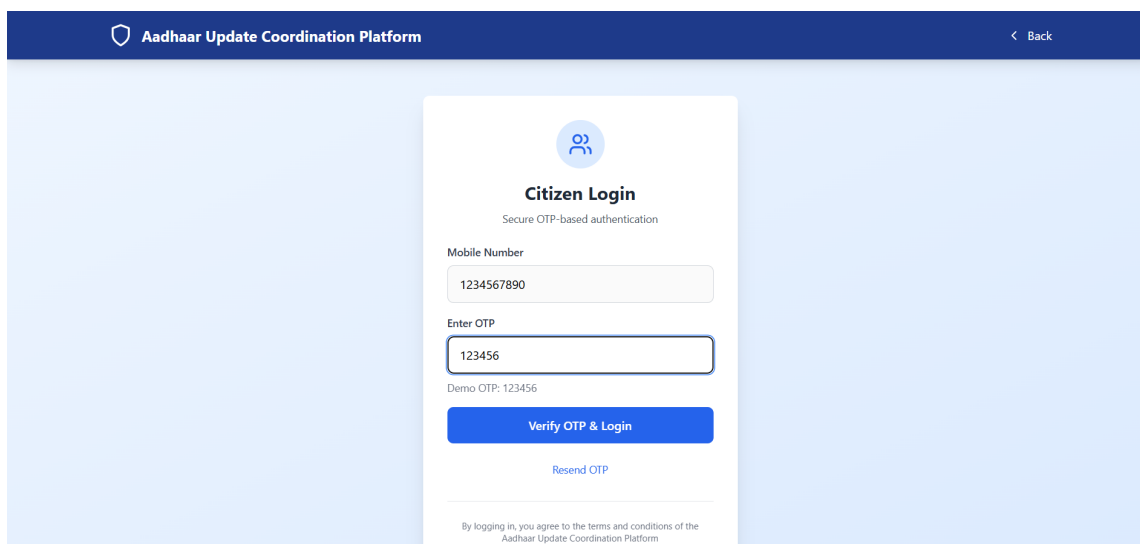 Aadhaar Update Coordination Platform
Back
Citizen Login
Secure OTP-based authentication
Mobile Number
1234567890
Enter OTP
123456
Demo OTP: 123456
Verify OTP & Login
Resend OTP
By logging in, you agree to the terms and conditions of the
Aadhaar Update Coordination Platform